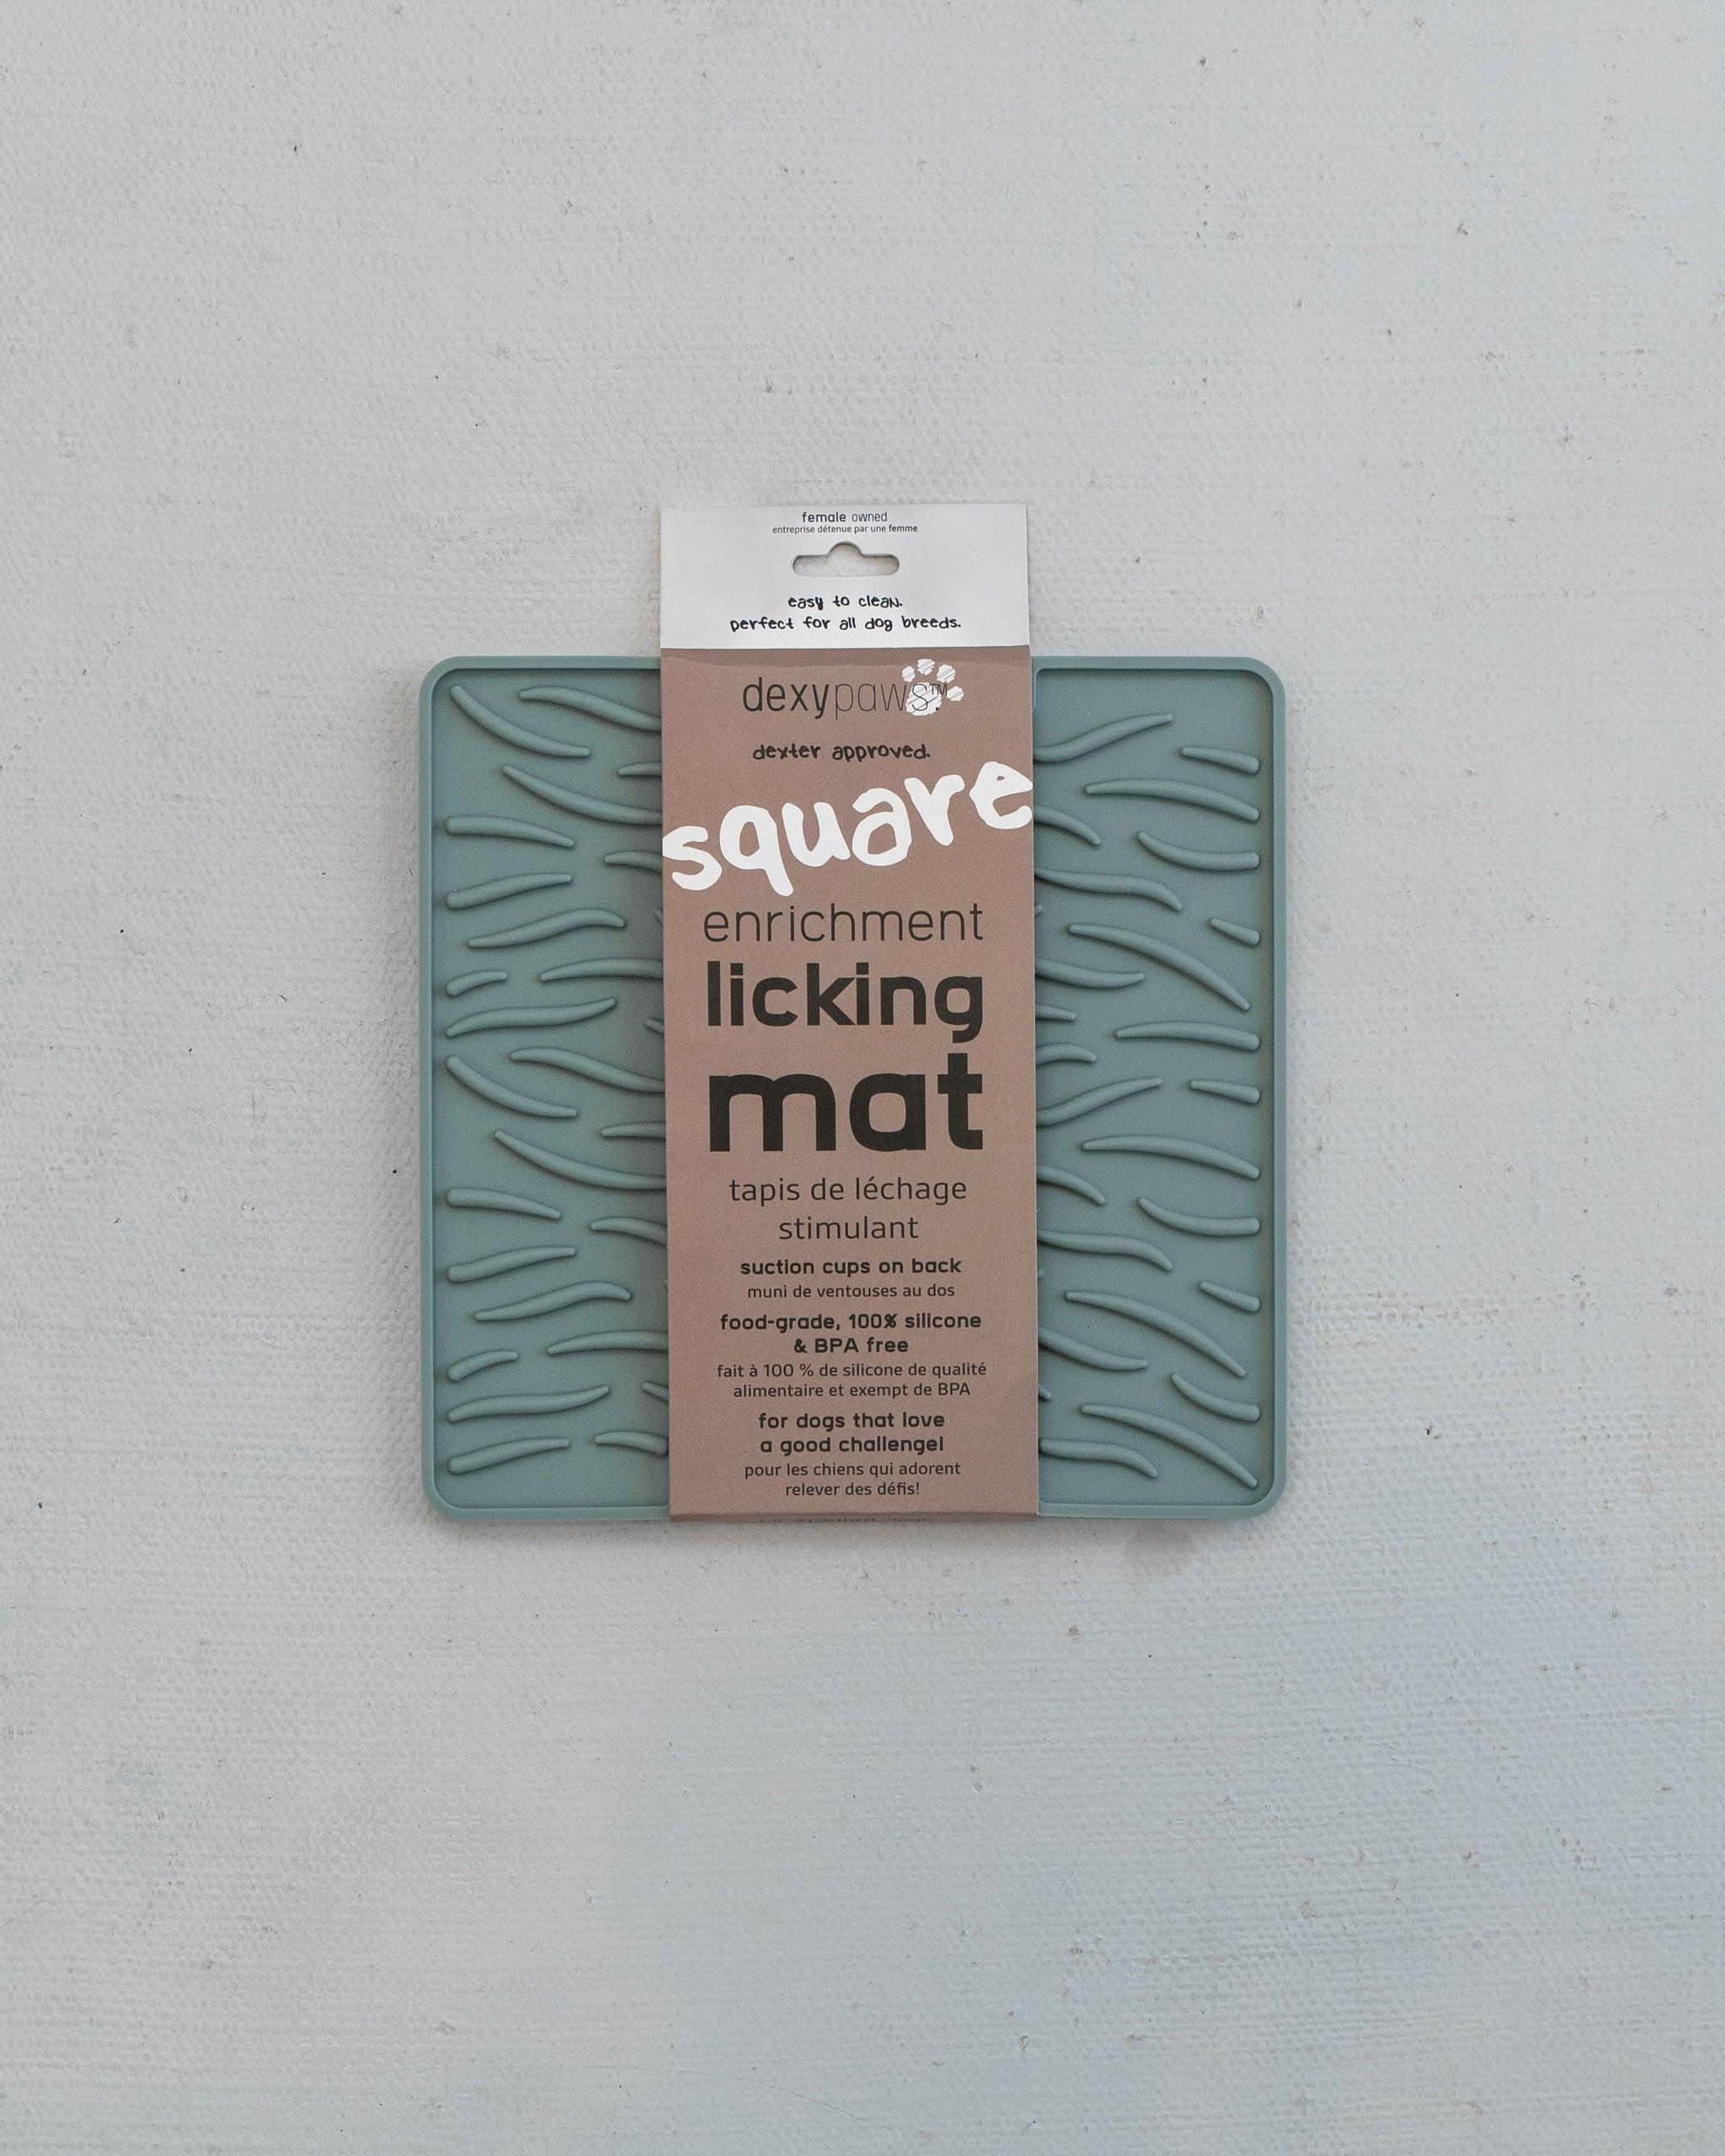 female owned
entreprise détenue par une femme
easy to clean.
perfect for all dog breeds.
dexypaws.™
dexter approved.
square
enrichment
licking
mat
tapis de léchage
stimulant
suction cups on back
muni de ventouses au dos
food-grade, 100% silicone
& BPA free
fait à 100 % de silicone de qualité
alimentaire et exempt de BPA
for dogs that love
a good challenge!
pour les chiens qui adorent
relever des défis!